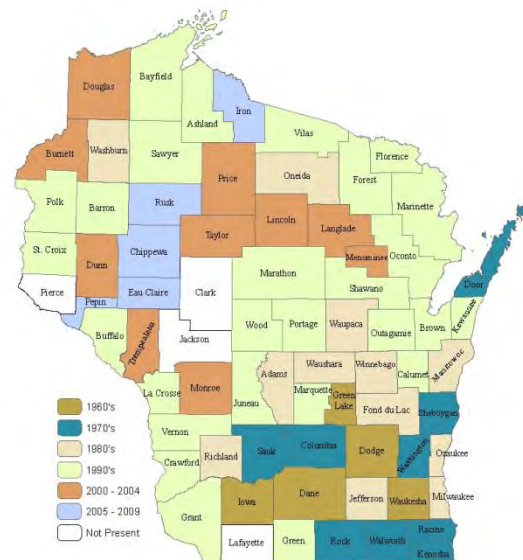 Bayfield
Douglas
Iron
Ashland
Vilas
Burnett
Washburn
Sawyer
Florence
Price
Oneida
Forest
Polk
Rusk
Marinette
Barron
Lincoln
Langlade
Taylor
St. Croix
Chippewa
Menominee
Oconto
Dunn
Door
Pierce
Eau Claire
Clark
Marathon
Shawano
Pepin
Kewaunee
Buffalo
Wood
Portage
Waupaca
Brown
Outagamie
Trempealeau
Jackson
Manitowoc
Waushara
Winnebago
Adams
Calumet
La Crosse
Monroe
Juneau
Marquette
Green
Lake
Fond du Lac
Sheboygan
Vernon
Richland
Sauk
Columbia
Dodge
Washington
Ozaukee
Crawford
Iowa
Dane
Jefferson
Waukesha
Milwaukee
Grant
Lafayette
Green
Rock
Walworth
Racine
Kenosha
1960's
1970's
1980's
1990's
2000 - 2004
2005 - 2009
Not Present